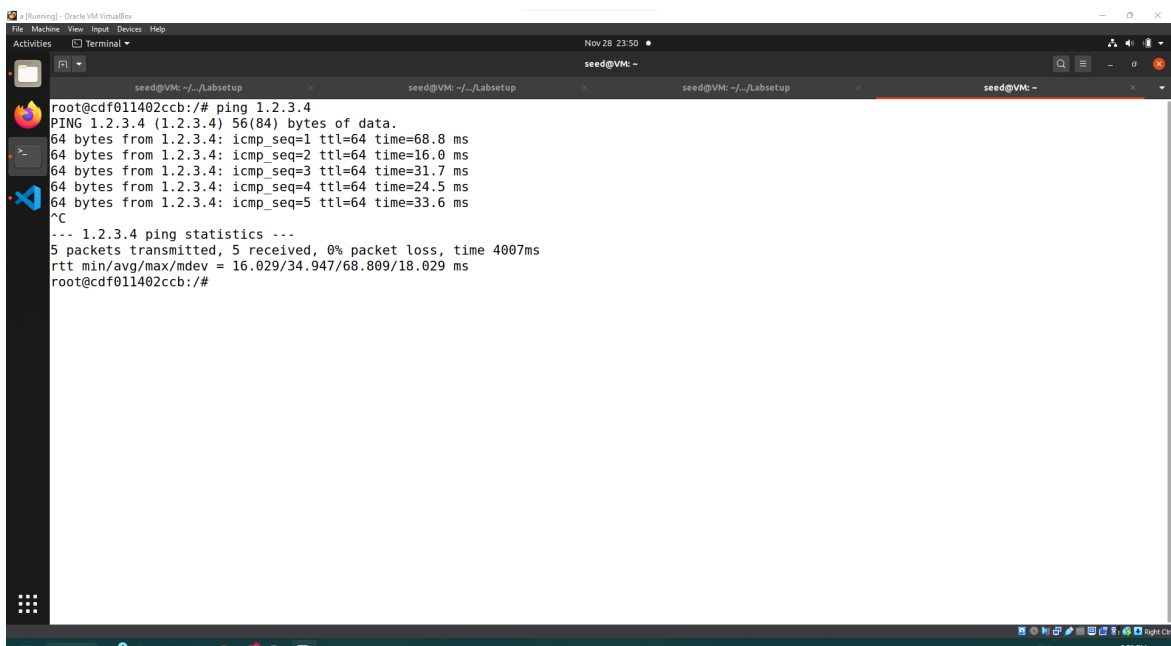 x [Running] - Oracle VM VirtualBox
File Machine View Input Devices Help
Activities Terminal Nov 28 23:50
seed@VM: ~
seed@VM: ~/.../Labsetup seed@VM: ~/.../Labsetup seed@VM: ~/.../Labsetup seed@VM: ~
root@cdf011402ccb:/# ping 1.2.3.4
PING 1.2.3.4 (1.2.3.4) 56(84) bytes of data.
64 bytes from 1.2.3.4: icmp_seq=1 ttl=64 time=68.8 ms
64 bytes from 1.2.3.4: icmp_seq=2 ttl=64 time=16.0 ms
64 bytes from 1.2.3.4: icmp_seq=3 ttl=64 time=31.7 ms
64 bytes from 1.2.3.4: icmp_seq=4 ttl=64 time=24.5 ms
64 bytes from 1.2.3.4: icmp_seq=5 ttl=64 time=33.6 ms
^C
--- 1.2.3.4 ping statistics ---
5 packets transmitted, 5 received, 0% packet loss, time 4007ms
rtt min/avg/max/mdev = 16.029/34.947/68.809/18.029 ms
root@cdf011402ccb:/#
Right Ctr